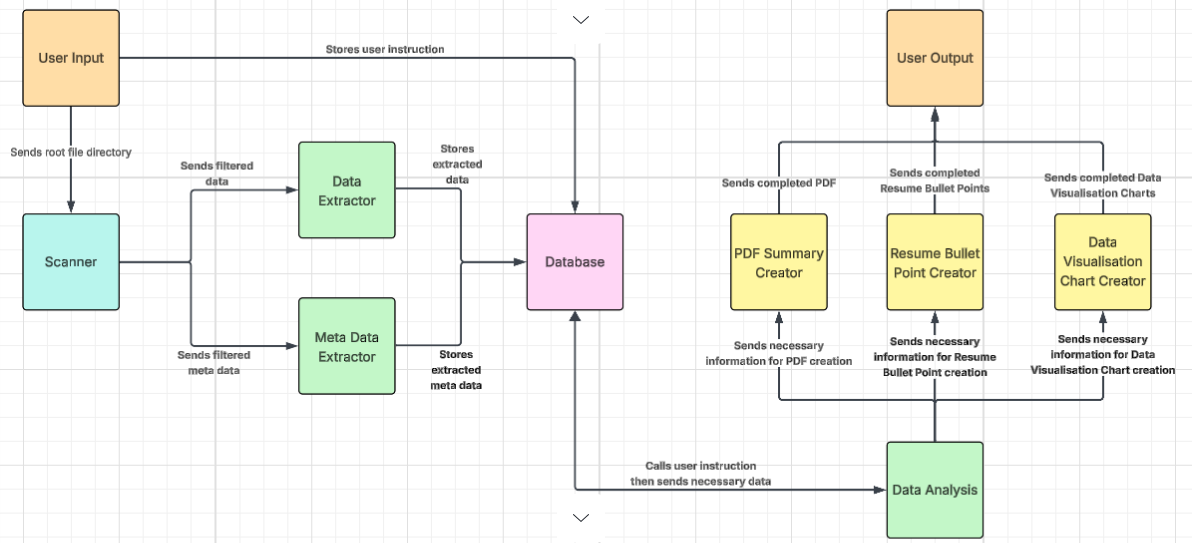 User Input
Stores user instruction
User Output
Sends root file directory
Sends filtered
data
Data
Extractor
Stores
extracted
data
Sends completed PDF
Sends completed
Resume Bullet Points
Sends completed Data
Visualisation Charts
Scanner
Database
PDF Summary
Creator
Resume Bullet
Point Creator
Data
Visualisation
Chart Creator
Sends filtered
meta data
Meta Data
Extractor
Stores
extracted
meta data
Sends necessary
information for PDF creation
Sends necessary
information for Resume
Bullet Point creation
Sends necessary
information for Data
Visualisation Chart creation
Calls user instruction
then sends necessary data
Data Analysis